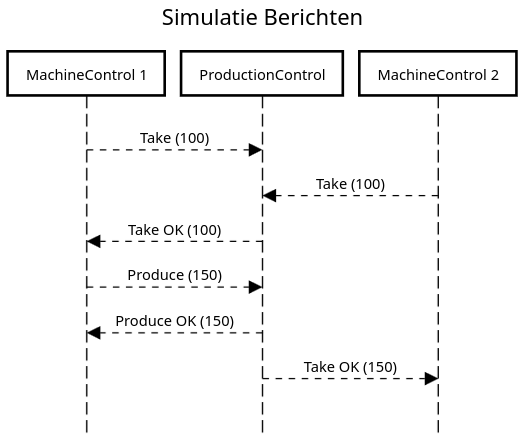 Simulatie Berichten
MachineControl 1
ProductionControl
MachineControl 2
Take (100)
Take (100)
Take OK (100)
Produce (150)
Produce OK (150)
Take OK (150)